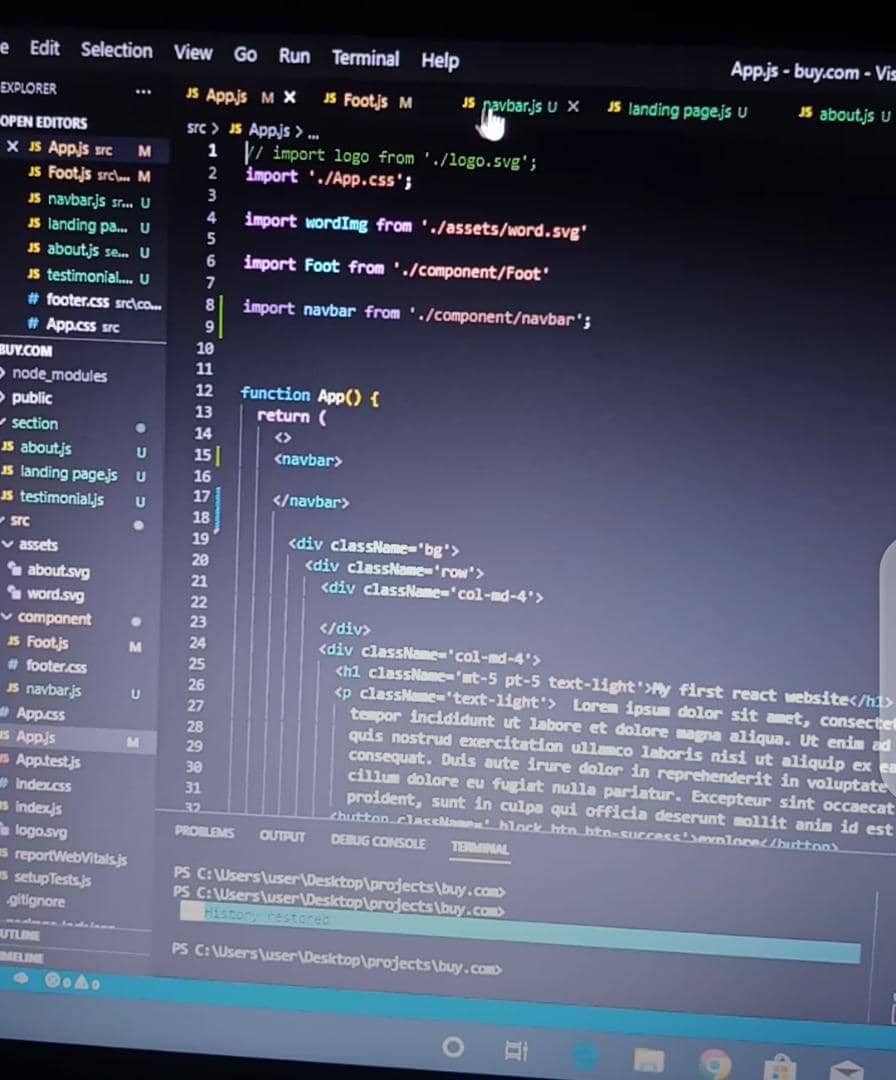 Edit Selection View Go Run Terminal Help
App.js - buy.com - Vis
EXPLORER ...
JS App.js M × JS Foot.js M JS navbar.js U × JS landing page.js U JS about.js U
OPEN EDITORS
× JS App.js src M
JS Foot.js src\... M
JS navbar.js sr... U
JS landing pa... U
JS about.js se... U
JS testimonial.... U
# footer.css src\co...
# App.css src
BUY.COM
> node_modules
> public
section
JS about.js U
JS landing page.js U
JS testimonial.js U
src
assets
about.svg
word.svg
component
JS Foot.js M
# footer.css
JS navbar.js U
# App.css
JS App.js M
App.test.js
# index.css
index.js
logo.svg
reportWebVitals.js
setupTests.js
.gitignore
src > JS App.js > ...
1 // import logo from './logo.svg';
2 import './App.css';
3
4 import wordImg from './assets/word.svg'
5
6 import Foot from './component/Foot'
7
8 import navbar from './component/navbar';
9
10
11
12 function App() {
13 return (
14 <>
15 <navbar>
16
17 </navbar>
18
19 <div className='bg'>
20 <div className='row'>
21 <div className='col-md-4'>
22
23 </div>
24 <div className='col-md-4'>
25 <h1 className='mt-5 pt-5 text-light'>My first react website</h1>
26 <p className='text-light'> Lorem ipsum dolor sit amet, consectet
27 tempor incididunt ut labore et dolore magna aliqua. Ut enim ad
28 quis nostrud exercitation ullamco laboris nisi ut aliquip ex ea
29 consequat. Duis aute irure dolor in reprehenderit in voluptate
30 cillum dolore eu fugiat nulla pariatur. Excepteur sint occaecat
31 proident, sunt in culpa qui officia deserunt mollit anim id est
32 <button className=' block btn btn-success'>explore</button>
PROBLEMS OUTPUT DEBUG CONSOLE TERMINAL
PS C:\Users\user\Desktop\projects\buy.com>
PS C:\Users\user\Desktop\projects\buy.com>
History restored
PS C:\Users\user\Desktop\projects\buy.com>
UTLINE
MELINE
0 0